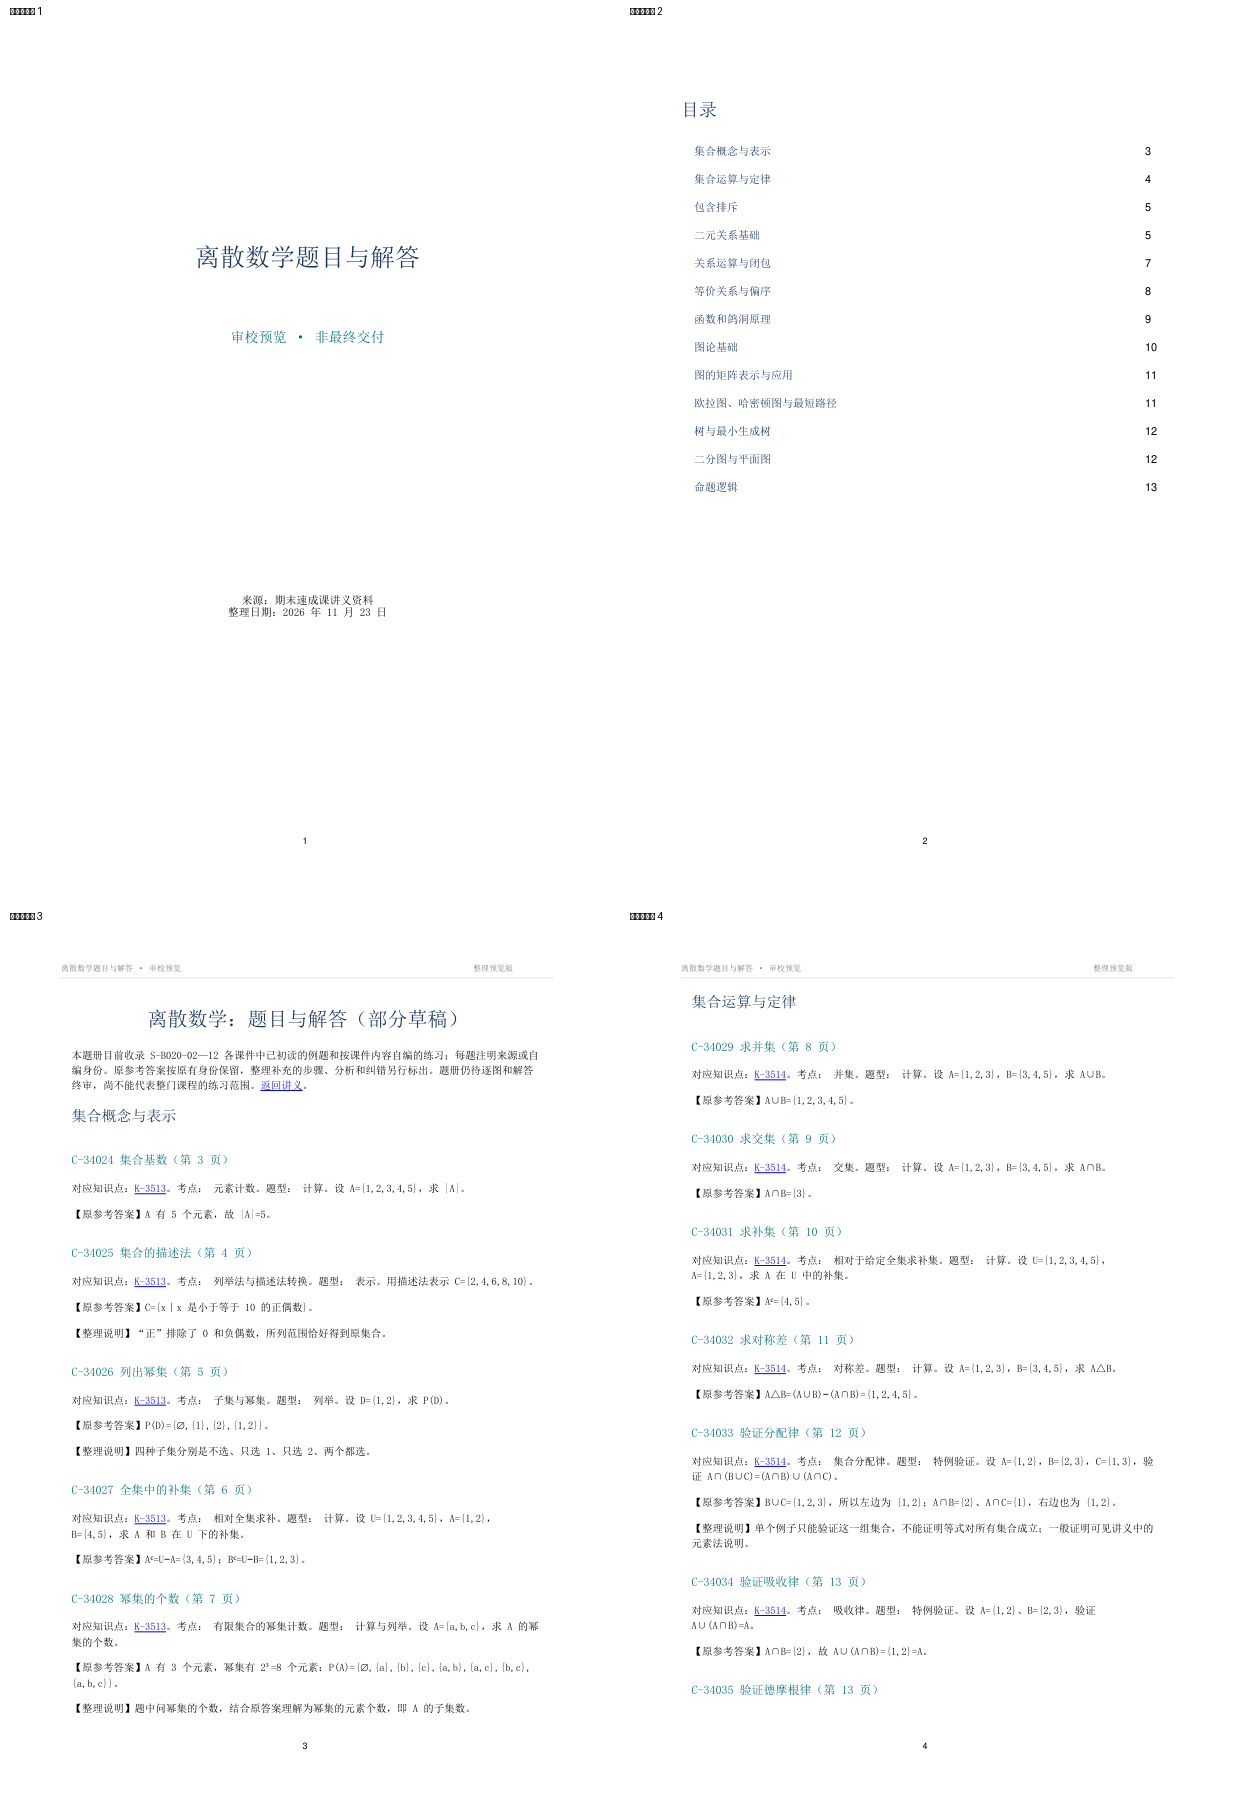 1
离散数学题目与解答
审校预览 • 非最终交付
来源：期末速成课讲义资料
整理日期：2026 年 11 月 23 日
1
2
目录
集合概念与表示 3
集合运算与定律 4
包含排斥 5
二元关系基础 5
关系运算与闭包 7
等价关系与偏序 8
函数和鸽洞原理 9
图论基础 10
图的矩阵表示与应用 11
欧拉图、哈密顿图与最短路径 11
树与最小生成树 12
二分图与平面图 12
命题逻辑 13
2
3
离散数学题目与解答 • 审校预览 整理预览版
离散数学：题目与解答（部分草稿）
本题册目前收录 S-B020-02—12 各课件中已初读的例题和按课件内容自编的练习；每题注明来源或自
编身份。原参考答案按原有身份保留，整理补充的步骤、分析和纠错另行标出。题册仍待逐图和解答
终审，尚不能代表整门课程的练习范围。返回讲义。
集合概念与表示
C-34024 集合基数（第 3 页）
对应知识点：K-3513。考点： 元素计数。题型： 计算。设 A={1,2,3,4,5}，求 |A|。
【原参考答案】A 有 5 个元素，故 |A|=5。
C-34025 集合的描述法（第 4 页）
对应知识点：K-3513。考点： 列举法与描述法转换。题型： 表示。用描述法表示 C={2,4,6,8,10}。
【原参考答案】C={x∣x 是小于等于 10 的正偶数}。
【整理说明】“正”排除了 0 和负偶数，所列范围恰好得到原集合。
C-34026 列出幂集（第 5 页）
对应知识点：K-3513。考点： 子集与幂集。题型： 列举。设 D={1,2}，求 P(D)。
【原参考答案】P(D)={∅,{1},{2},{1,2}}。
【整理说明】四种子集分别是不选、只选 1、只选 2、两个都选。
C-34027 全集中的补集（第 6 页）
对应知识点：K-3513。考点： 相对全集求补。题型： 计算。设 U={1,2,3,4,5}，A={1,2}，
B={4,5}，求 A 和 B 在 U 下的补集。
【原参考答案】Aᶜ=U−A={3,4,5}；Bᶜ=U−B={1,2,3}。
C-34028 幂集的个数（第 7 页）
对应知识点：K-3513。考点： 有限集合的幂集计数。题型： 计算与列举。设 A={a,b,c}，求 A 的幂
集的个数。
【原参考答案】A 有 3 个元素，幂集有 2³=8 个元素：P(A)={∅,{a},{b},{c},{a,b},{a,c},{b,c},
{a,b,c}}。
【整理说明】题中问幂集的个数，结合原答案理解为幂集的元素个数，即 A 的子集数。
3
4
离散数学题目与解答 • 审校预览 整理预览版
集合运算与定律
C-34029 求并集（第 8 页）
对应知识点：K-3514。考点： 并集。题型： 计算。设 A={1,2,3}，B={3,4,5}，求 A∪B。
【原参考答案】A∪B={1,2,3,4,5}。
C-34030 求交集（第 9 页）
对应知识点：K-3514。考点： 交集。题型： 计算。设 A={1,2,3}，B={3,4,5}，求 A∩B。
【原参考答案】A∩B={3}。
C-34031 求补集（第 10 页）
对应知识点：K-3514。考点： 相对于给定全集求补集。题型： 计算。设 U={1,2,3,4,5}，
A={1,2,3}，求 A 在 U 中的补集。
【原参考答案】Aᶜ={4,5}。
C-34032 求对称差（第 11 页）
对应知识点：K-3514。考点： 对称差。题型： 计算。设 A={1,2,3}，B={3,4,5}，求 A△B。
【原参考答案】A△B=(A∪B)−(A∩B)={1,2,4,5}。
C-34033 验证分配律（第 12 页）
对应知识点：K-3514。考点： 集合分配律。题型： 特例验证。设 A={1,2}，B={2,3}，C={1,3}，验
证 A∩(B∪C)=(A∩B)∪(A∩C)。
【原参考答案】B∪C={1,2,3}，所以左边为 {1,2}；A∩B={2}、A∩C={1}，右边也为 {1,2}。
【整理说明】单个例子只能验证这一组集合，不能证明等式对所有集合成立；一般证明可见讲义中的
元素法说明。
C-34034 验证吸收律（第 13 页）
对应知识点：K-3514。考点： 吸收律。题型： 特例验证。设 A={1,2}、B={2,3}，验证
A∪(A∩B)=A。
【原参考答案】A∩B={2}，故 A∪(A∩B)={1,2}=A。
C-34035 验证德摩根律（第 13 页）
4